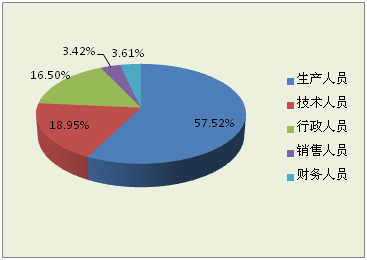 3.42%
3.61%
16.50%
18.95%
57.52%
生产人员
技术人员
行政人员
销售人员
财务人员